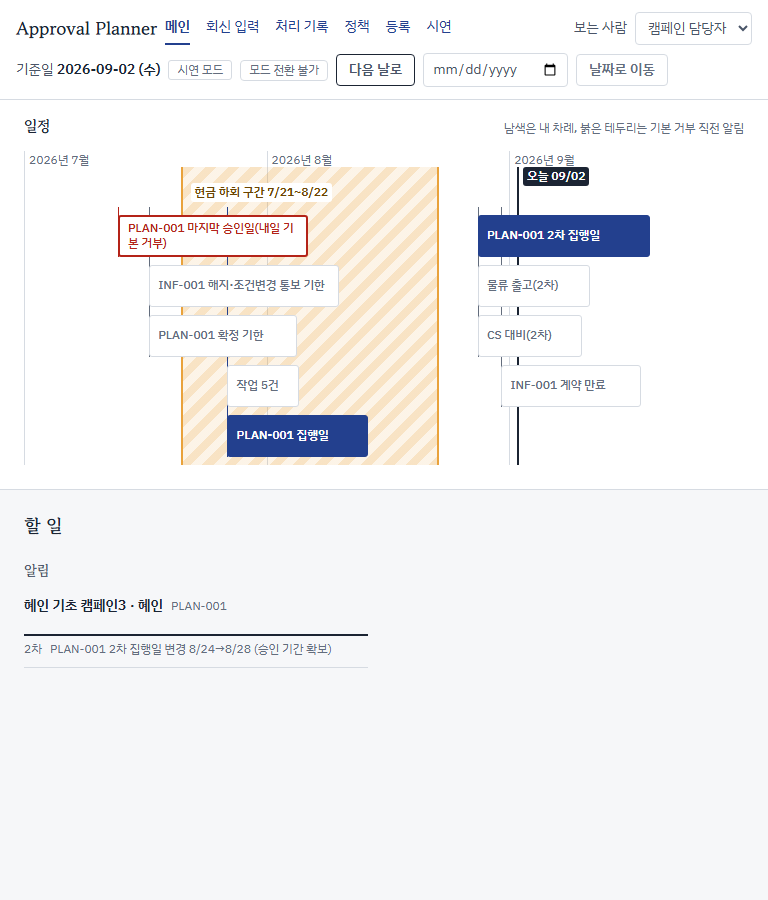 Approval Planner 메인 회신 입력 처리 기록 정책 등록 시연 보는 사람 캠페인 담당자
기준일 2026-09-02 (수) 시연 모드 모드 전환 불가 다음 날로 mm/dd/yyyy 날짜로 이동
일정 남색은 내 차례, 붉은 테두리는 기본 거부 직전 알림
2026년 7월 2026년 8월 2026년 9월
오늘 09/02
현금 하회 구간 7/21~8/22
PLAN-001 마지막 승인일(내일 기
본 거부)
PLAN-001 2차 집행일
INF-001 해지·조건변경 통보 기한 물류 출고(2차)
PLAN-001 확정 기한 CS 대비(2차)
작업 5건 INF-001 계약 만료
PLAN-001 집행일
할 일
알림
혜인 기초 캠페인3 · 혜인 PLAN-001
2차 PLAN-001 2차 집행일 변경 8/24→8/28 (승인 기간 확보)